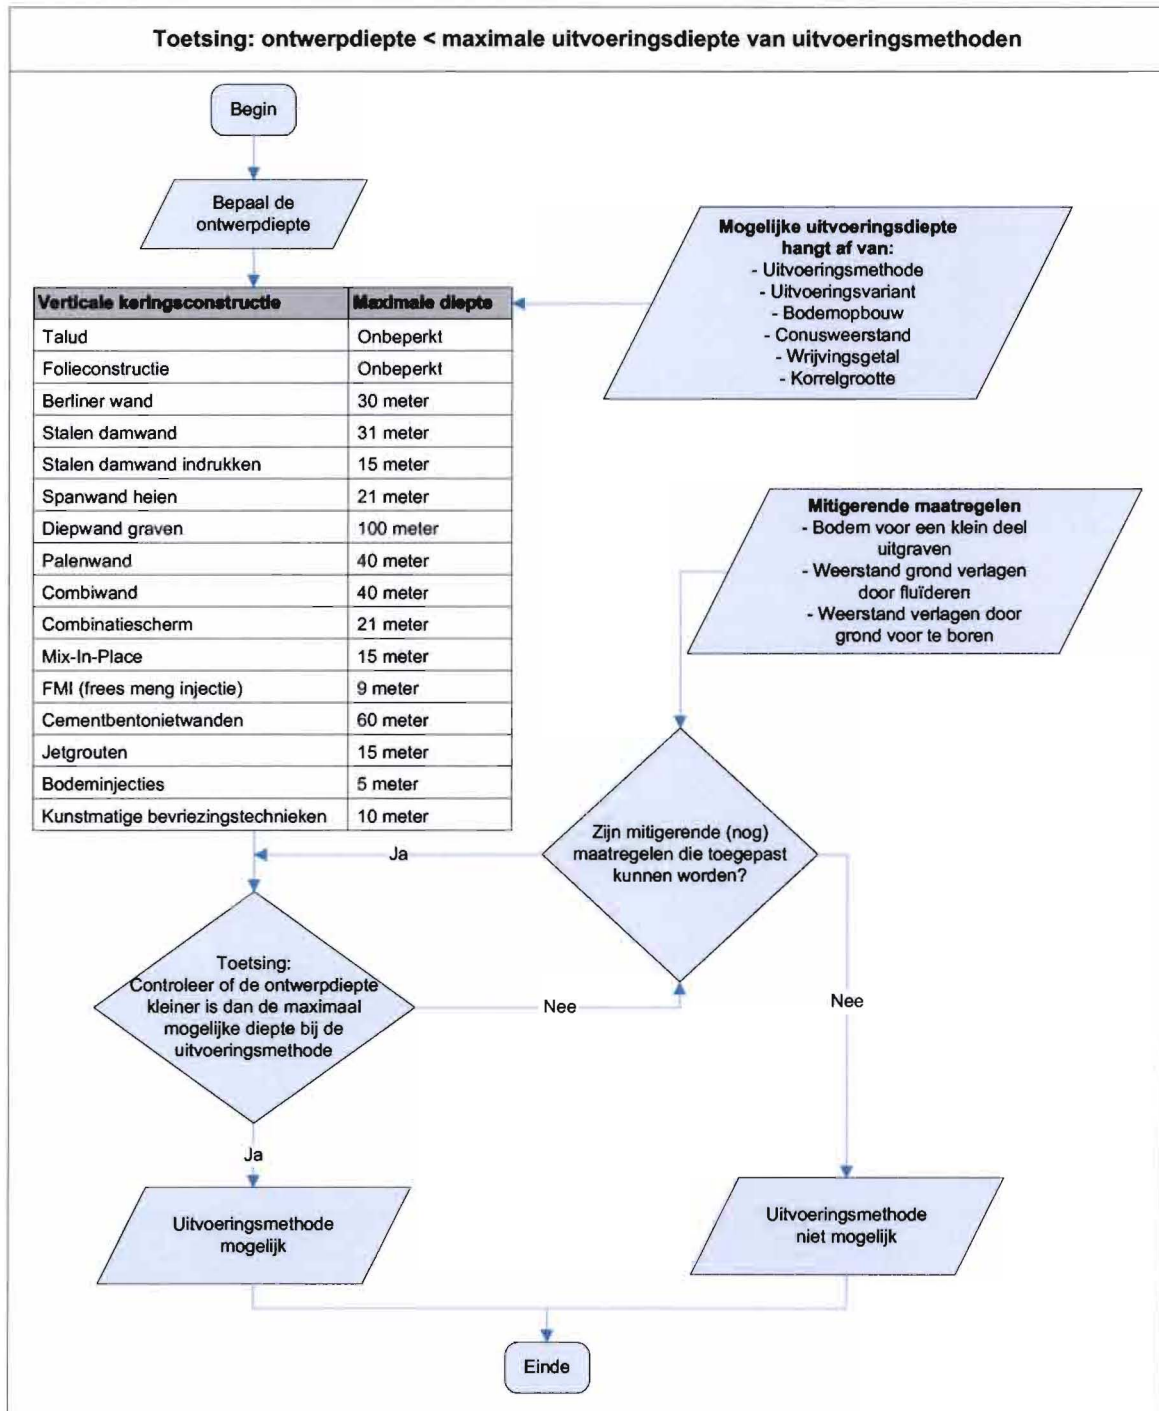 Toetsing: ontwerpdiepte < maximale uitvoeringsdiepte van uitvoeringsmethoden
Begin
Bepaal de
ontwerpdiepte
Mogelijke uitvoeringsdiepte
hangt af van:
- Uitvoeringsmethode
- Uitvoeringsvariant
- Bodemopbouw
- Conusweerstand
- Wrijvingsgetal
- Korrelgrootte
Verticale keringsconstructie Maximale diepte
Talud Onbeperkt
Folieconstructie Onbeperkt
Berliner wand 30 meter
Stalen damwand 31 meter
Stalen damwand indrukken 15 meter
Spanwand heien 21 meter
Diepwand graven 100 meter
Palenwand 40 meter
Combiwand 40 meter
Combinatiescherm 21 meter
Mix-In-Place 15 meter
FMI (frees meng injectie) 9 meter
Cementbentonietwanden 60 meter
Jetgrouten 15 meter
Bodeminjecties 5 meter
Kunstmatige bevriezingstechnieken 10 meter
Mitigerende maatregelen
- Bodem voor een klein deel
uitgraven
- Weerstand grond verlagen
door fluïderen
- Weerstand verlagen door
grond voor te boren
Zijn mitigerende (nog)
maatregelen die toegepast
kunnen worden?
Ja
Toetsing:
Controleer of de ontwerpdiepte
kleiner is dan de maximaal
mogelijke diepte bij de
uitvoeringsmethode
Nee
Nee
Ja
Uitvoeringsmethode
mogelijk
Uitvoeringsmethode
niet mogelijk
Einde